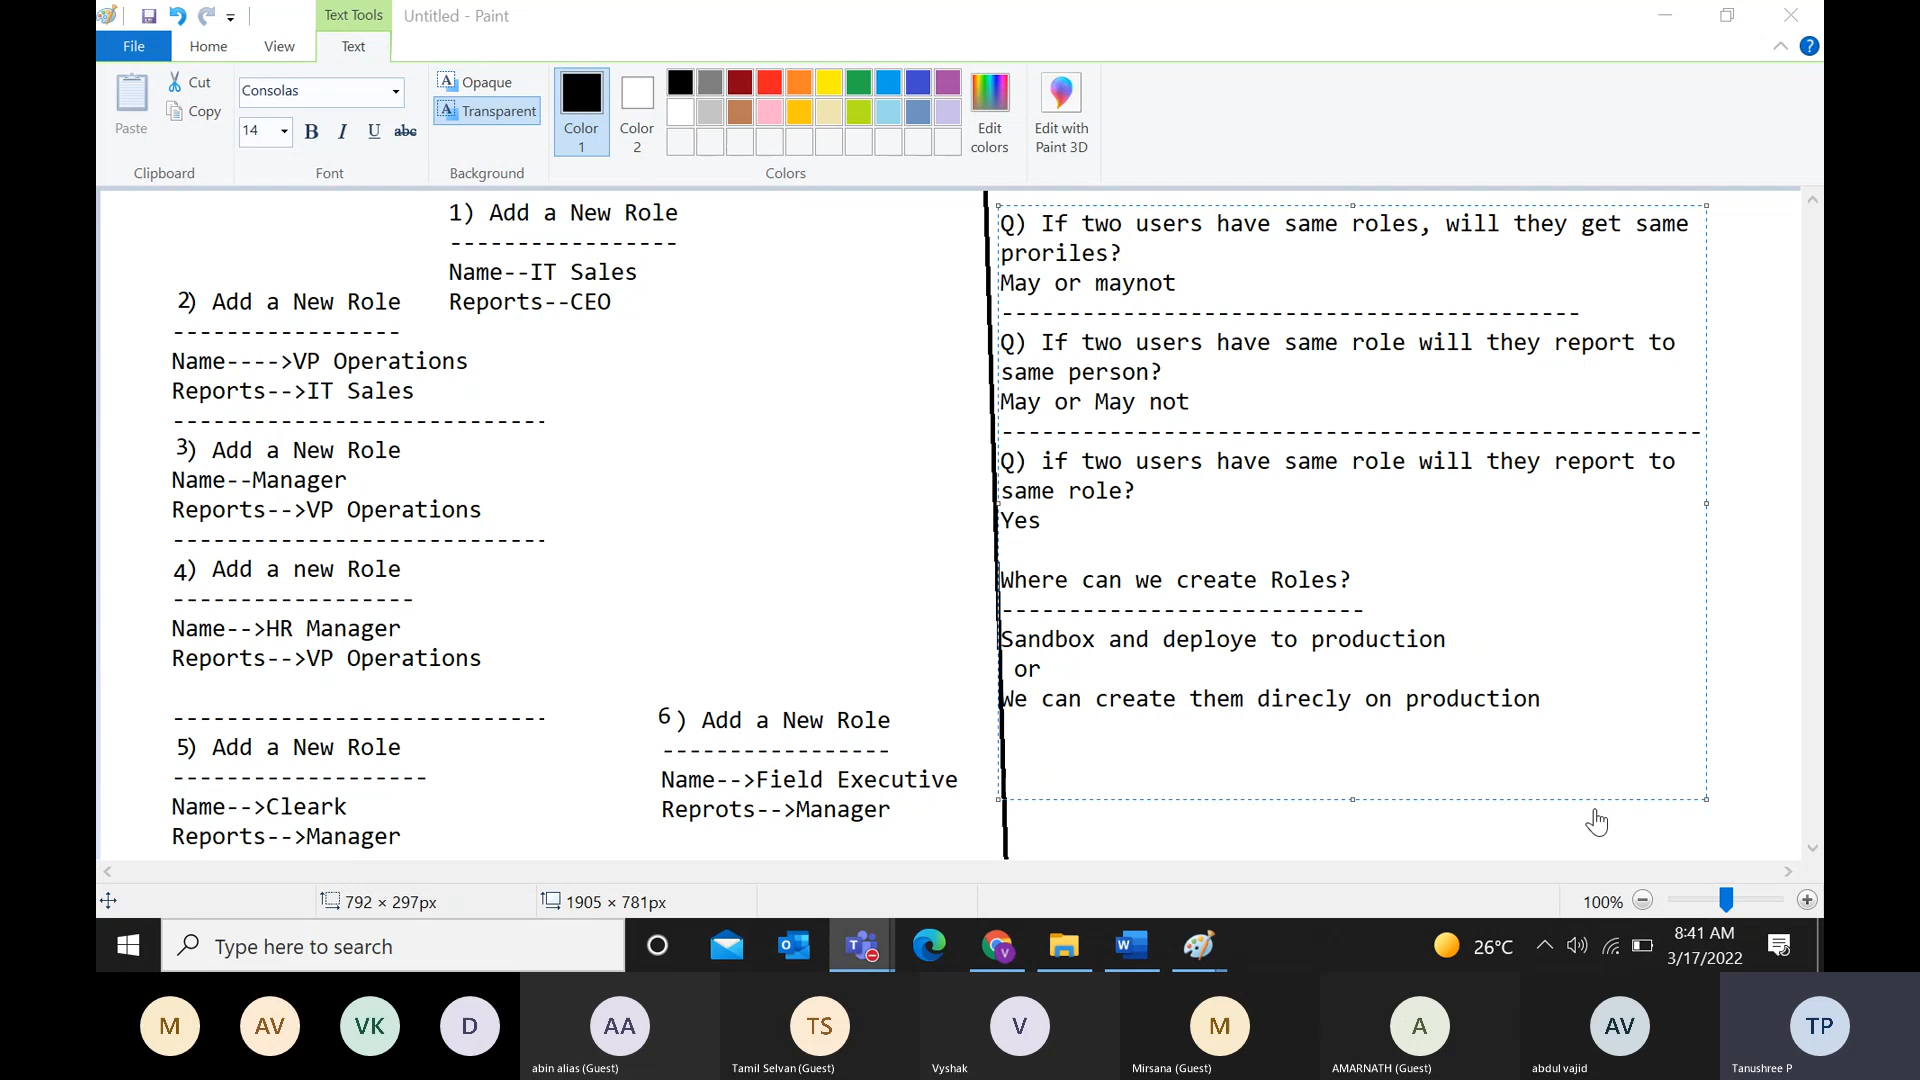 Text Tools
Untitled - Paint
File
Home
View
Text
Paste
Cut
Copy
Clipboard
Consolas
14
B I U abc
Font
Opaque
Transparent
Background
Color 1
Color 2
Edit colors
Edit with Paint 3D
Colors
1) Add a New Role
-----------------
Name--IT Sales
Reports--CEO
2) Add a New Role
-----------------
Name---->VP Operations
Reports-->IT Sales
----------------------------
3) Add a New Role
Name--Manager
Reports-->VP Operations
----------------------------
4) Add a new Role
------------------
Name-->HR Manager
Reports-->VP Operations
----------------------------
5) Add a New Role
-------------------
Name-->Cleark
Reports-->Manager
6) Add a New Role
-----------------
Name-->Field Executive
Reprots-->Manager
Q) If two users have same roles, will they get same
proriles?
May or maynot
-------------------------------------------
Q) If two users have same role will they report to
same person?
May or May not
----------------------------------------------------
Q) if two users have same role will they report to
same role?
Yes
Where can we create Roles?
---------------------------
Sandbox and deploye to production
or
We can create them direcly on production
792 × 297px
1905 × 781px
100%
Type here to search
26°C
8:41 AM
3/17/2022
M
AV
VK
D
AA
TS
V
M
A
AV
TP
abin alias (Guest)
Tamil Selvan (Guest)
Vyshak
Mirsana (Guest)
AMARNATH (Guest)
abdul vajid
Tanushree P